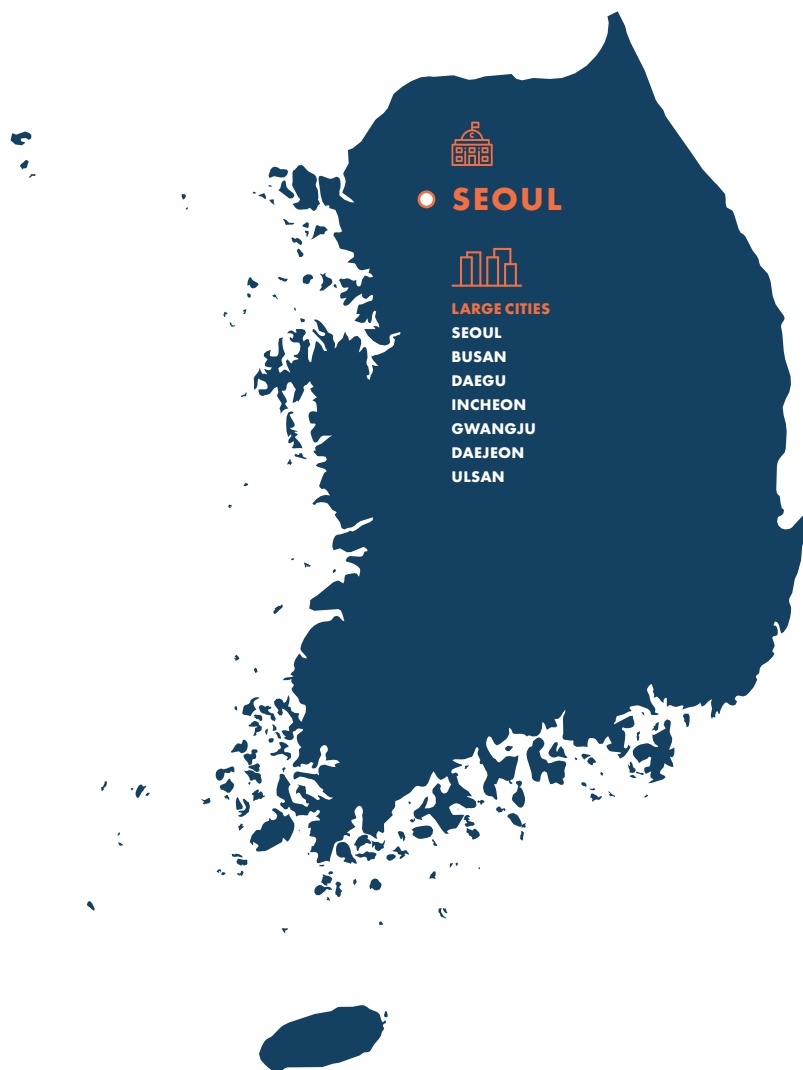 SEOUL
LARGE CITIES
SEOUL
BUSAN
DAEGU
INCHEON
GWANGJU
DAEJEON
ULSAN